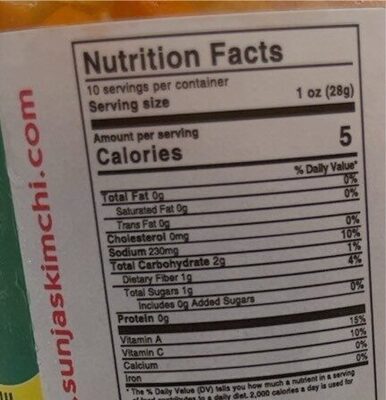 .sunjaskimchi.com
Nutrition Facts
10 servings per container
Serving size 1 oz (28g)
Amount per serving
Calories 5
% Daily Value*
Total Fat 0g 0%
Saturated Fat 0g 0%
Trans Fat 0g
Cholesterol 0mg 0%
Sodium 230mg 10%
Total Carbohydrate 2g 1%
Dietary Fiber 1g 4%
Total Sugars 1g
Includes 0g Added Sugars 0%
Protein 0g
Vitamin A 15%
Vitamin C 10%
Calcium 0%
Iron 0%
* The % Daily Value (DV) tells you how much a nutrient in a serving
of food contributes to a daily diet. 2,000 calories a day is used for